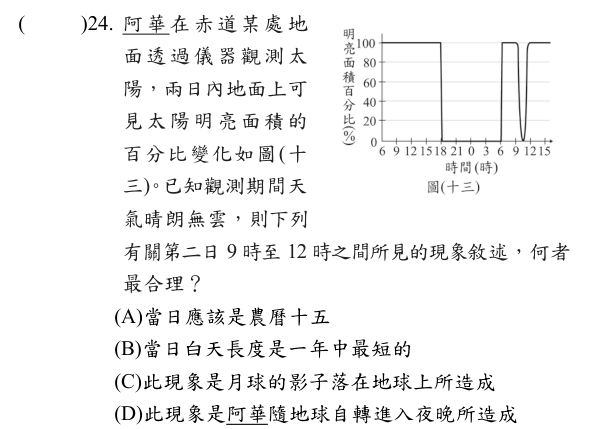 (　　)24. 阿華在赤道某處地
面透過儀器觀測太
陽，兩日內地面上可
見太陽明亮面積的
百分比變化如圖(十
三)。已知觀測期間天
氣晴朗無雲，則下列
有關第二日 9 時至 12 時之間所見的現象敘述，何者
最合理？
明亮面積百分比(%)
100
80
60
40
20
0
6 9 12 15 18 21 0 3 6 9 12 15
時間(時)
圖(十三)
(A)當日應該是農曆十五
(B)當日白天長度是一年中最短的
(C)此現象是月球的影子落在地球上所造成
(D)此現象是阿華隨地球自轉進入夜晚所造成